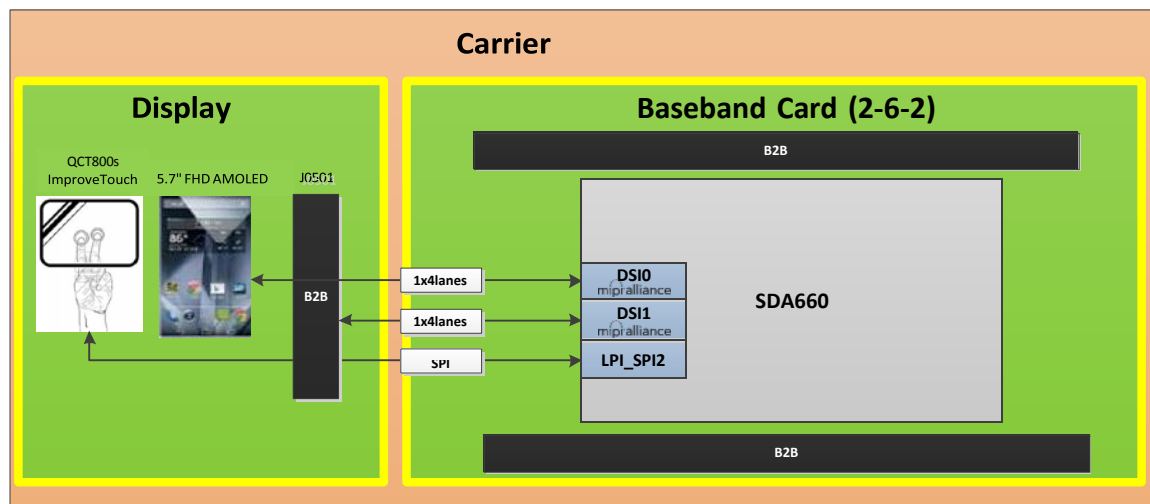 Carrier
Display
Baseband Card (2-6-2)
B2B
QCT800s
ImproveTouch
5.7" FHD AMOLED
J0501
86°
DSI0
mipi alliance
1x4lanes
B2B
SDA660
DSI1
mipi alliance
1x4lanes
LPI_SPI2
SPI
B2B